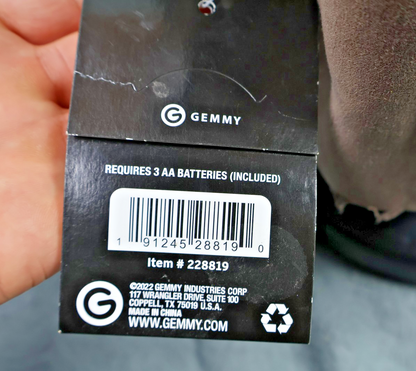 GEMMY
REQUIRES 3 AA BATTERIES (INCLUDED)
1 91245 28819 0
Item # 228819
©2022 GEMMY INDUSTRIES CORP
117 WRANGLER DRIVE, SUITE 100
COPPELL, TX 75019 U.S.A.
MADE IN CHINA
WWW.GEMMY.COM